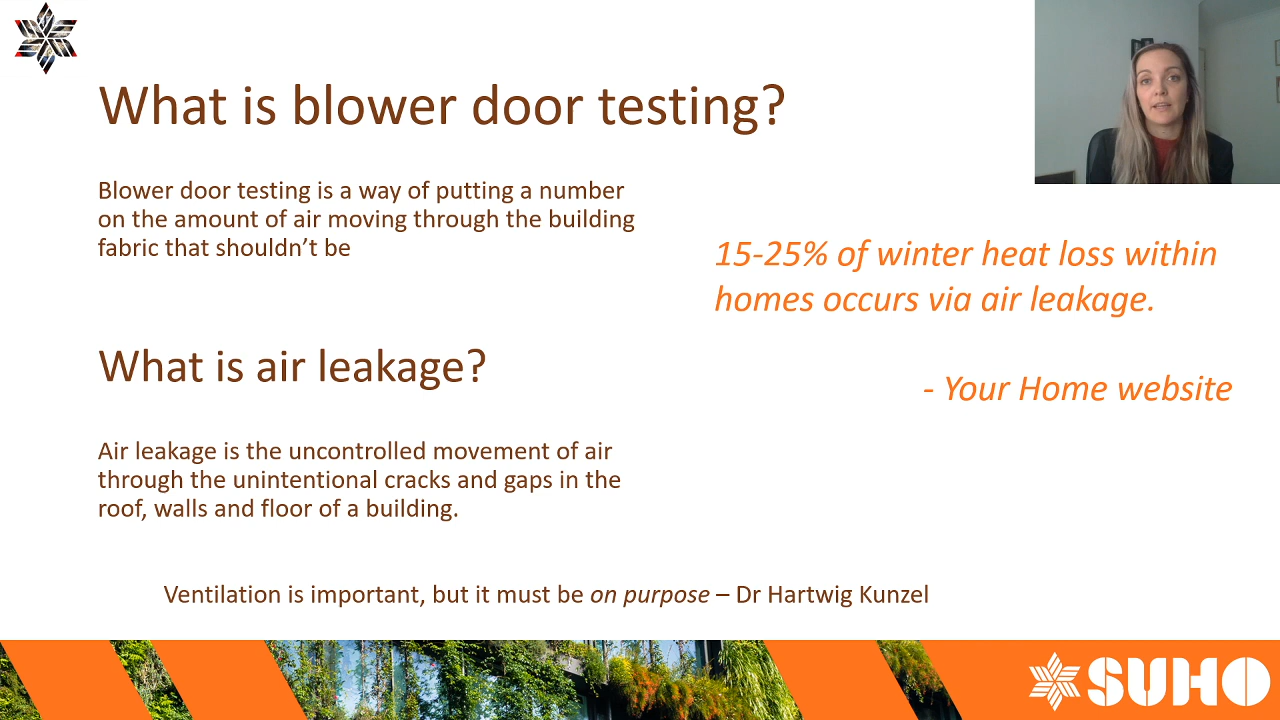 What is blower door testing?
Blower door testing is a way of putting a number
on the amount of air moving through the building
fabric that shouldn’t be
15-25% of winter heat loss within
homes occurs via air leakage.
- Your Home website
What is air leakage?
Air leakage is the uncontrolled movement of air
through the unintentional cracks and gaps in the
roof, walls and floor of a building.
Ventilation is important, but it must be on purpose – Dr Hartwig Kunzel
SUHO